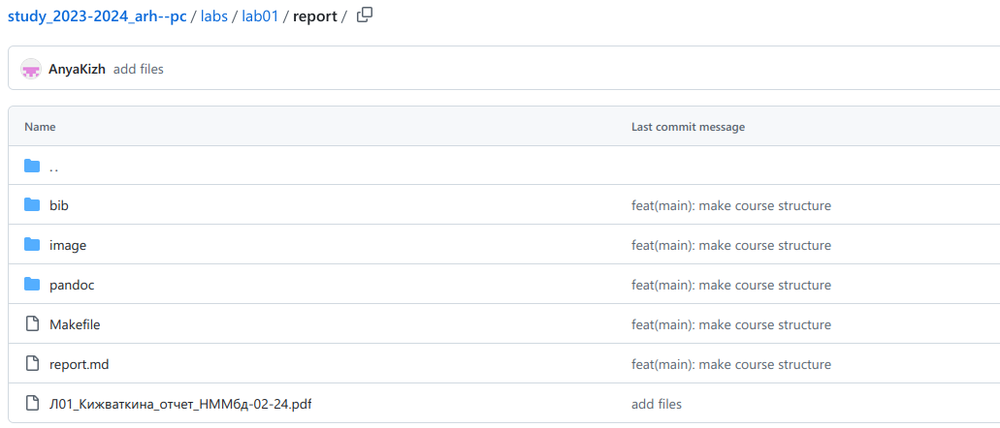 study_2023-2024_arh--pc / labs / lab01 / report /
AnyaKizh add files
Name Last commit message
..
bib feat(main): make course structure
image feat(main): make course structure
pandoc feat(main): make course structure
Makefile feat(main): make course structure
report.md feat(main): make course structure
Л01_Кижваткина_отчет_НММбд-02-24.pdf add files